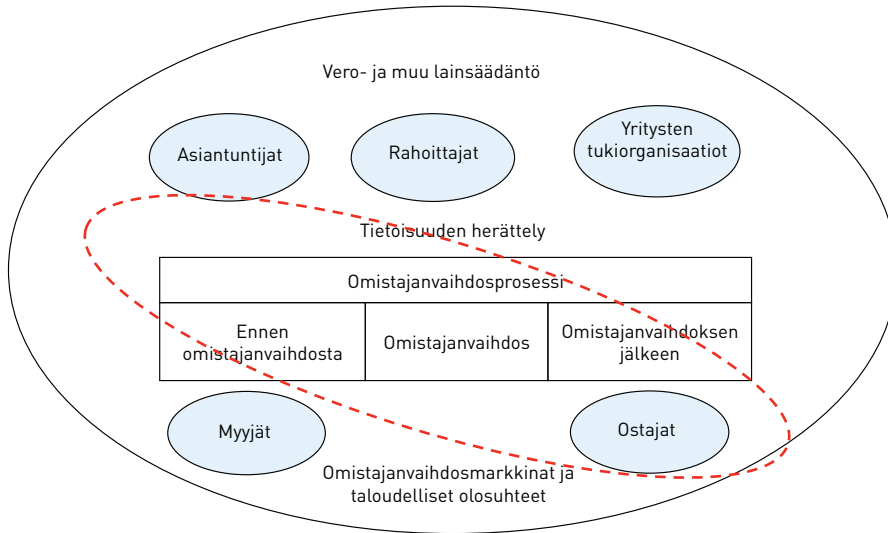 Vero- ja muu lainsäädäntö
Asiantuntijat
Rahoittajat
Yritysten
tukiorganisaatiot
Tietoisuuden herättely
Omistajanvaihdosprosessi
Ennen
omistajanvaihdosta
Omistajanvaihdos
Omistajanvaihdoksen
jälkeen
Myyjät
Ostajat
Omistajanvaihdosmarkkinat ja
taloudelliset olosuhteet